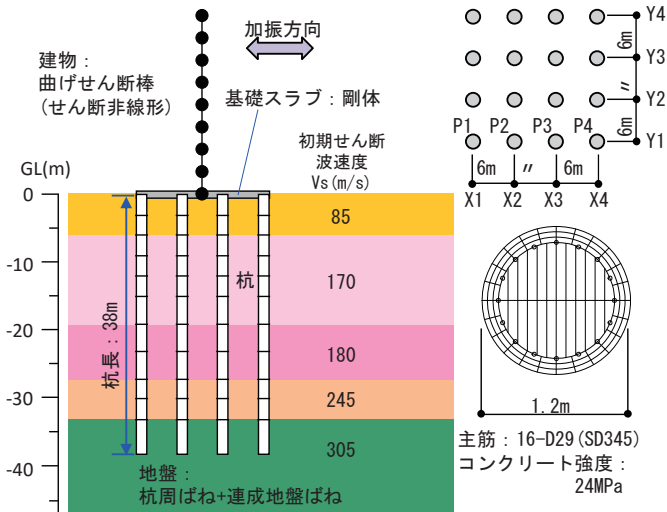 建物：
曲げせん断棒
(せん断非線形)
加振方向
基礎スラブ：剛体
初期せん断
波速度
Vs(m/s)
GL(m)
0
-10
-20
-30
-40
85
170
180
245
305
杭
杭長：38m
地盤：
杭周ばね+連成地盤ばね
Y4
6m
Y3
〃
Y2
6m
Y1
P1 P2 P3 P4
6m 〃 6m
X1 X2 X3 X4
1.2m
主筋：16-D29(SD345)
コンクリート強度：
24MPa